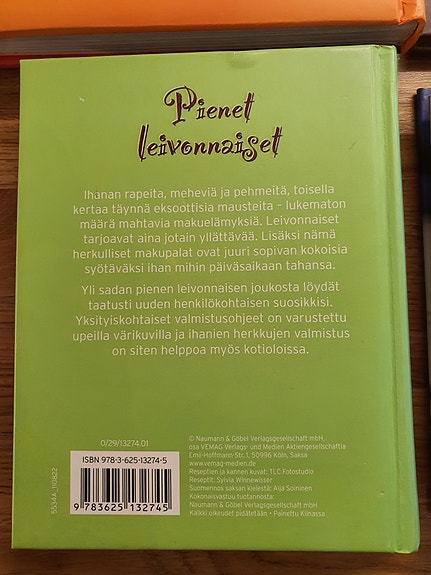 Pienet
leivonnaiset
Ihanan rapeita, meheviä ja pehmeitä, toisella
kertaa täynnä eksoottisia mausteita – lukematon
määrä mahtavia makuelämyksiä. Leivonnaiset
tarjoavat aina jotain yllättävää. Lisäksi nämä
herkulliset makupalat ovat juuri sopivan kokoisia
syötäväksi ihan mihin päiväsaikaan tahansa.
Yli sadan pienen leivonnaisen joukosta löydät
taatusti uuden henkilökohtaisen suosikkisi.
Yksityiskohtaiset valmistusohjeet on varustettu
upeilla värikuvilla ja ihanien herkkujen valmistus
on siten helppoa myös kotioloissa.
0/29/13274.01
ISBN 978-3-625-13274-5
9 783625 132745
5534A_110822
© Naumann & Göbel Verlagsgesellschaft mbH,
osa VEMAG Verlags- und Medien Aktiengesellschaftia
Emil-Hoffmann-Str. 1, 50996 Köln, Saksa
www.vemag-medien.de
Reseptien ja kannen kuvat: TLC Fotostudio
Reseptit: Sylvia Winnewisser
Suomennos saksan kielestä: Aija Soininen
Kokonaisvastuu tuotannosta:
Naumann & Göbel Verlagsgesellschaft mbH
Kaikki oikeudet pidätetään • Painettu Kiinassa